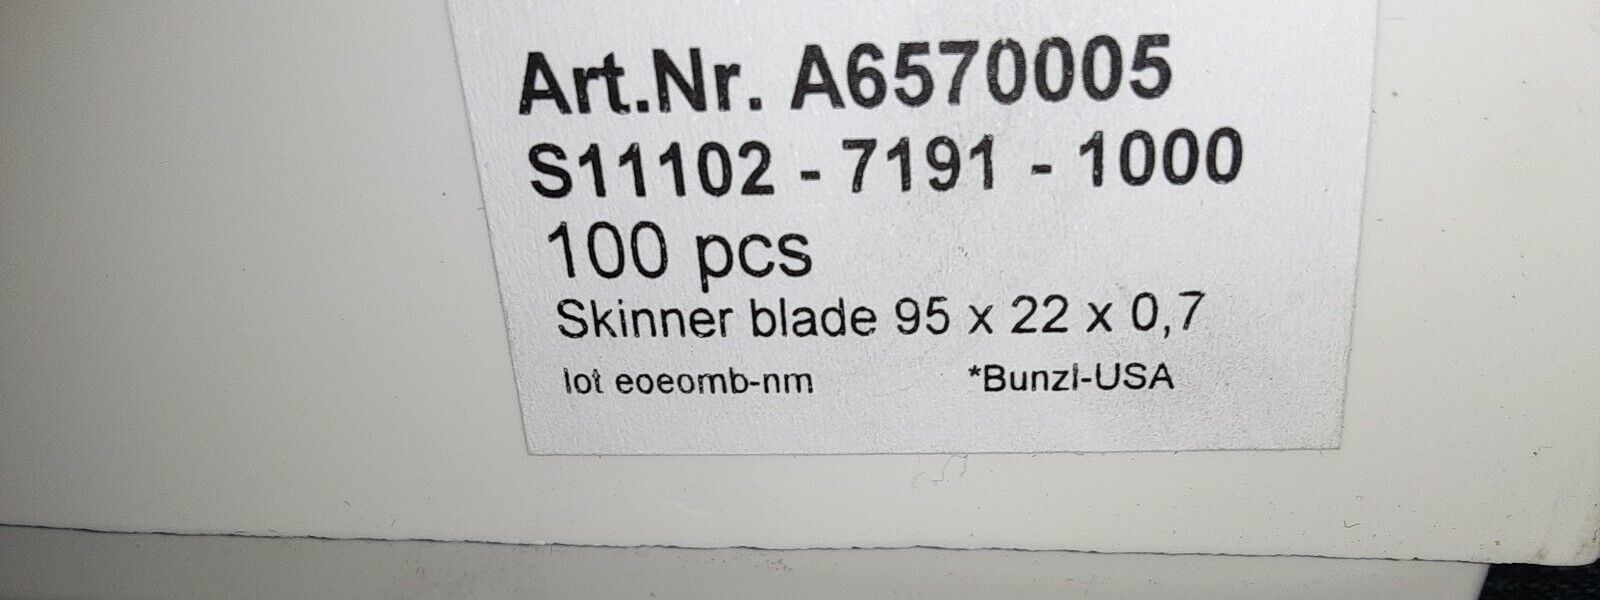 Art.Nr. A6570005
S11102 - 7191 - 1000
100 pcs
Skinner blade 95 x 22 x 0,7
lot eoeomb-nm *Bunzl-USA